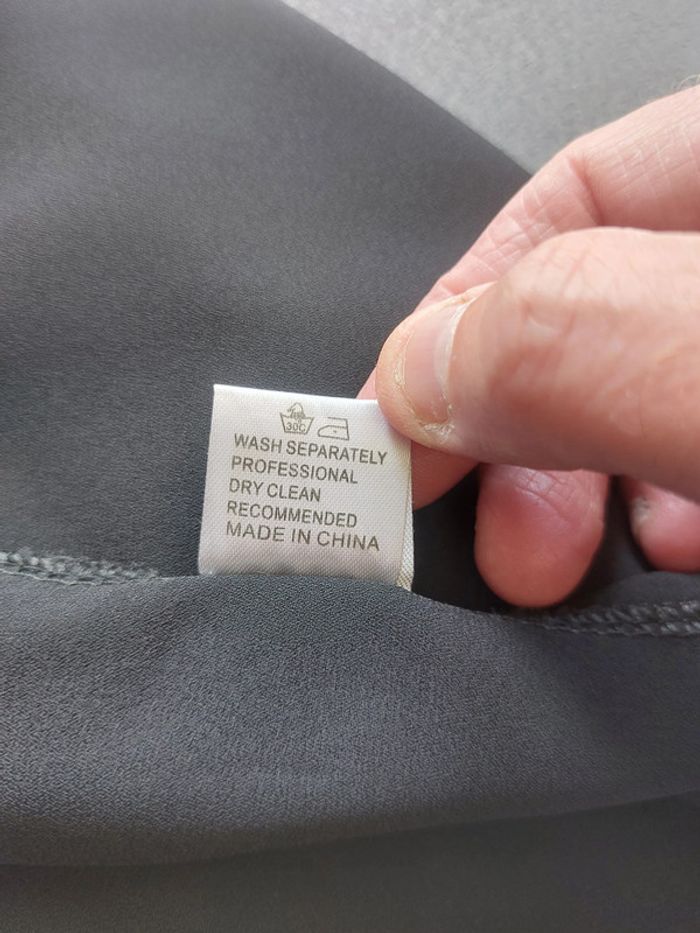 30C
WASH SEPARATELY
PROFESSIONAL
DRY CLEAN
RECOMMENDED
MADE IN CHINA